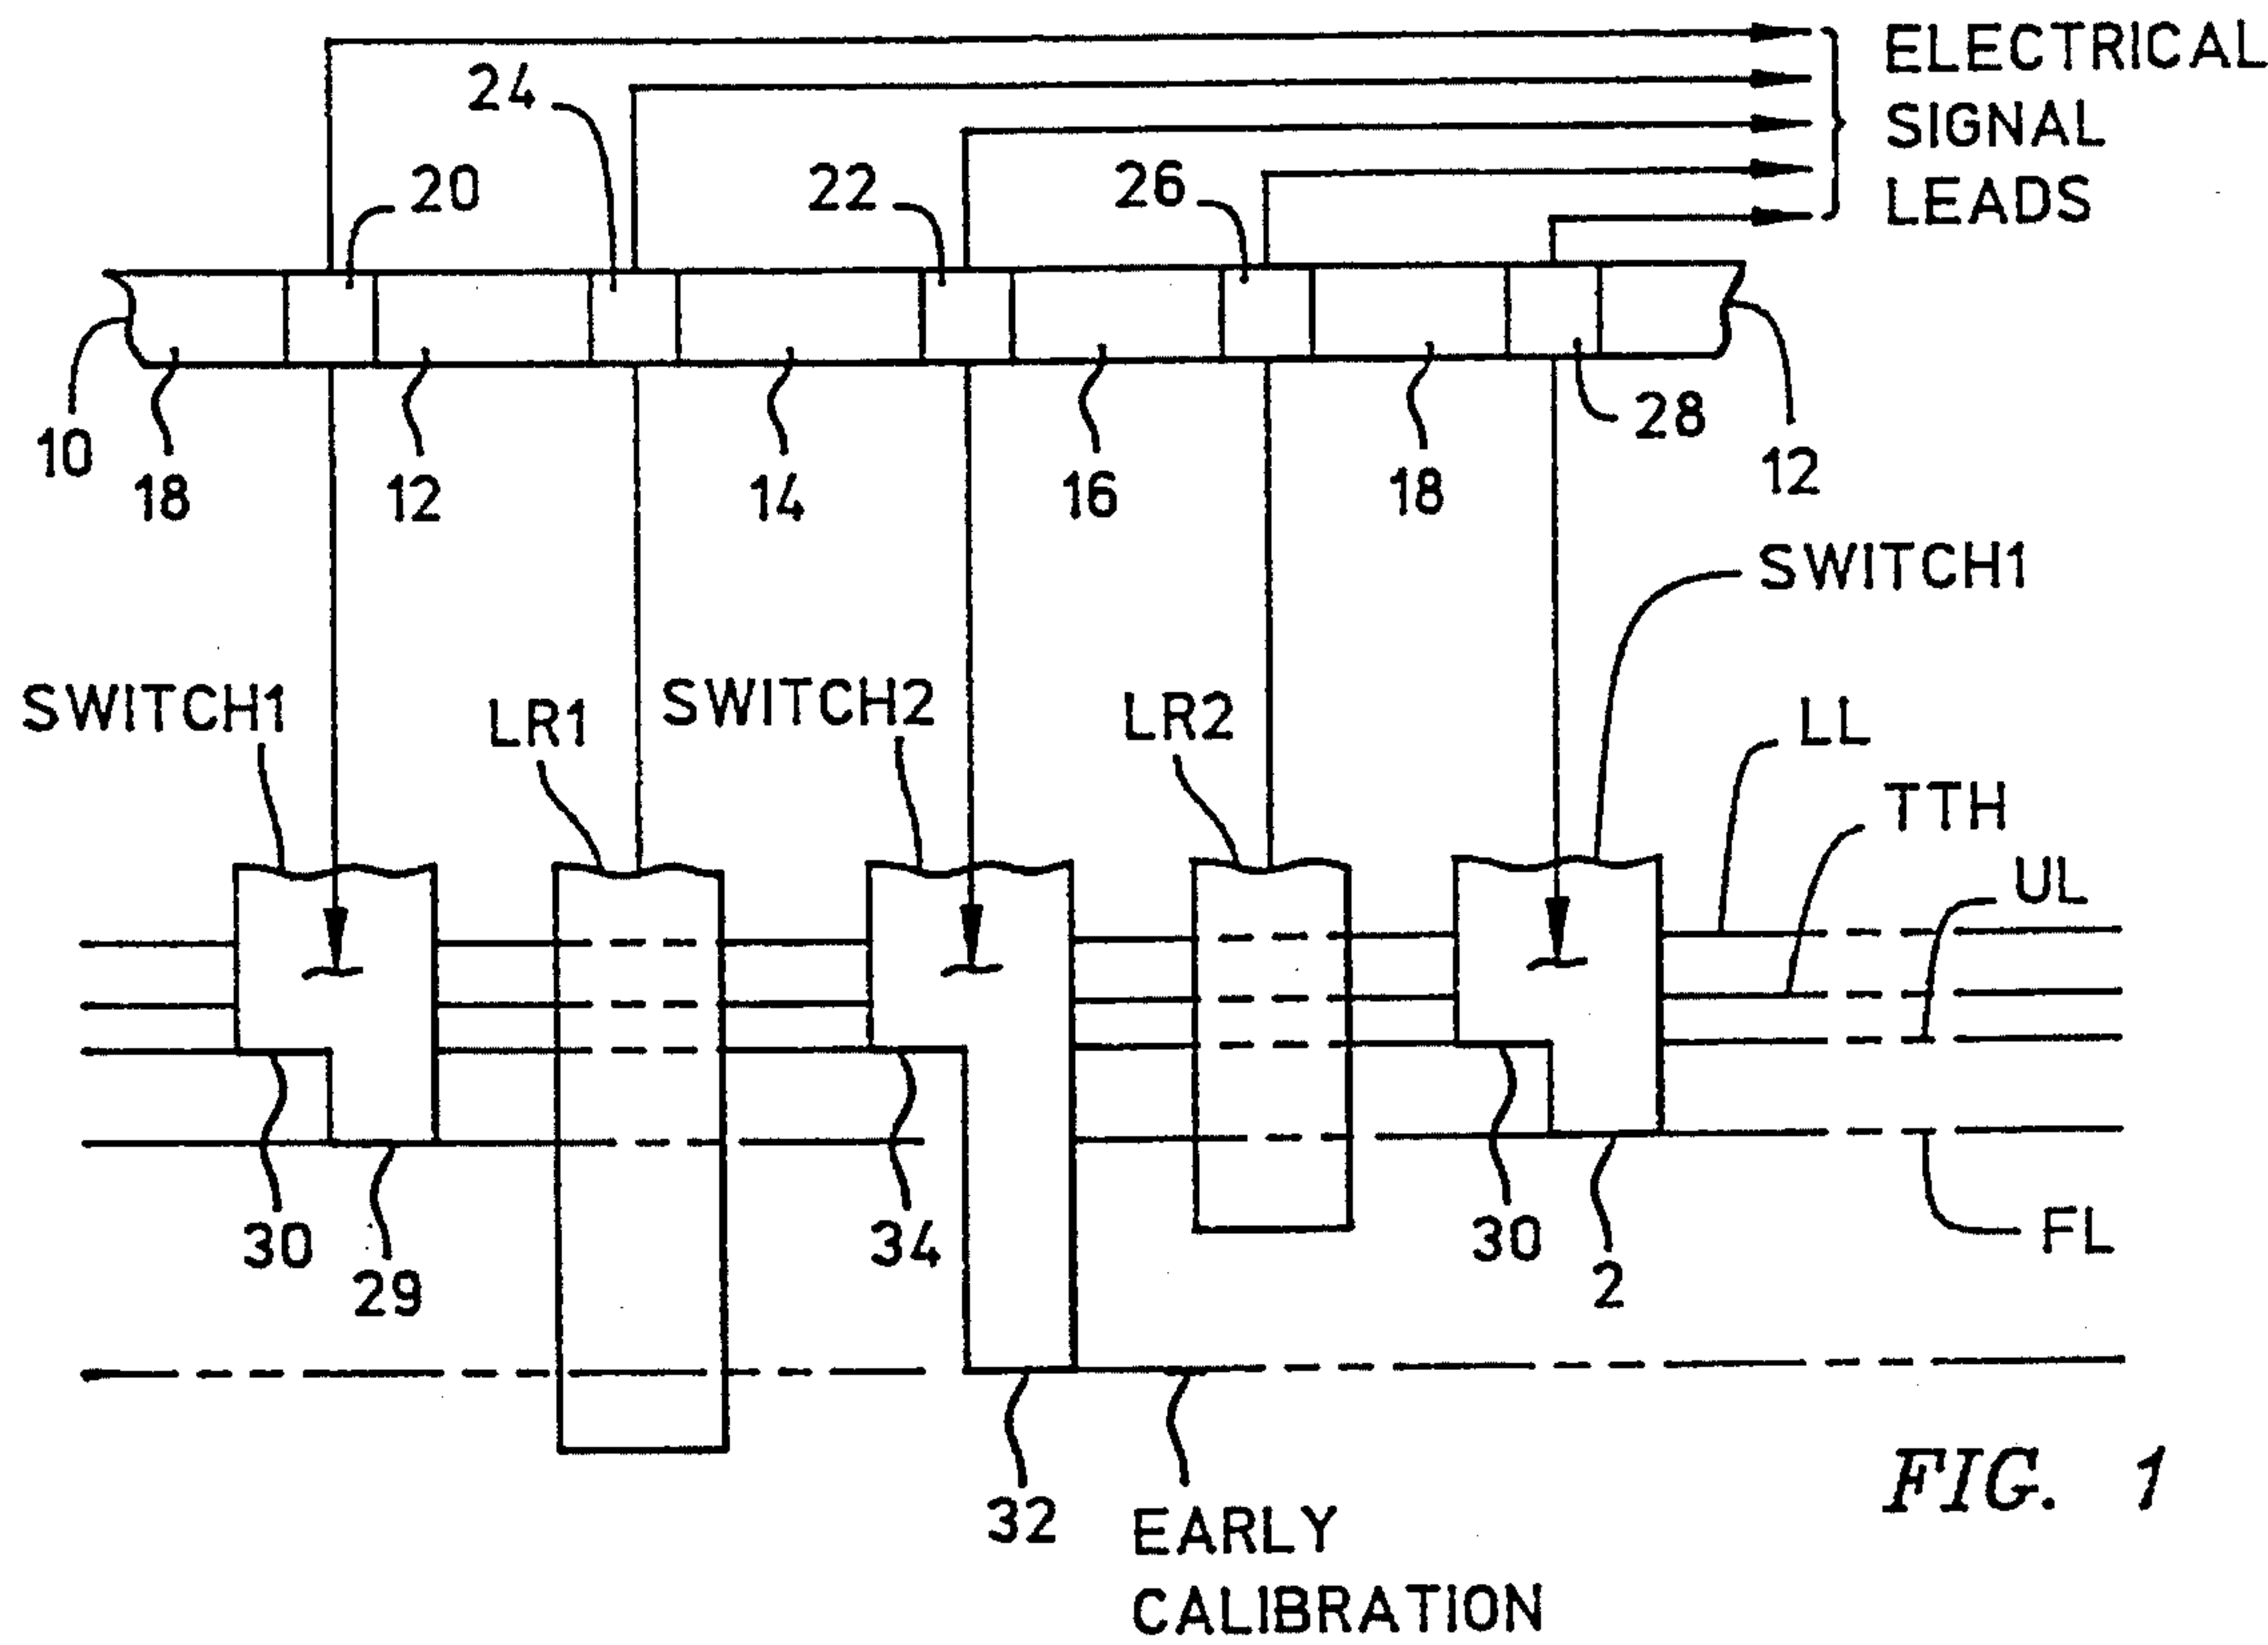 ELECTRICAL
SIGNAL
LEADS
24
20
22
26
10
18
12
14
16
18
28
12
SWITCH1
SWITCH1
LR1
SWITCH2
LR2
LL
TTH
UL
30
29
34
30
2
FL
32
EARLY
CALIBRATION
FIG. 1